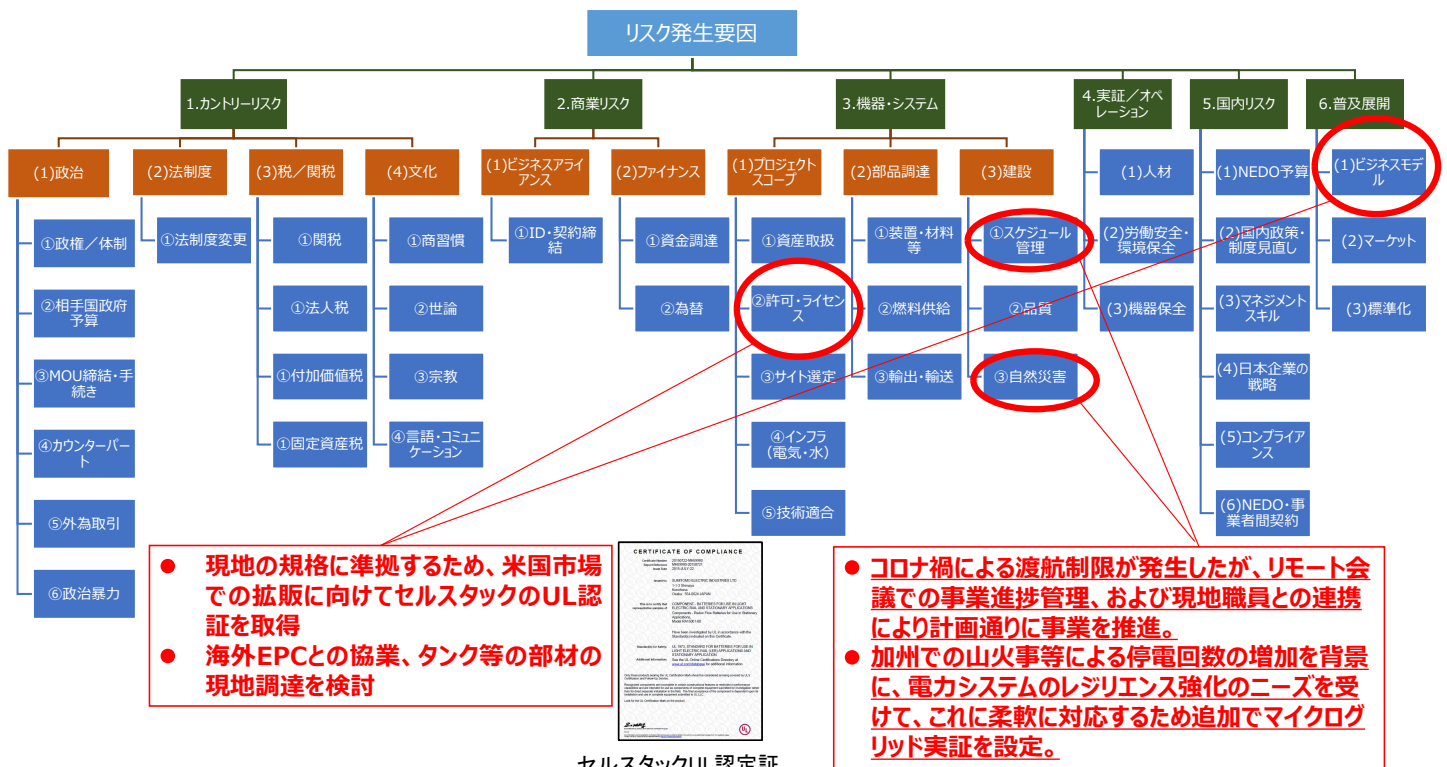 リスク発生要因
1.カントリーリスク
2.商業リスク
3.機器・システム
4.実証／オペ
レーション
5.国内リスク
6.普及展開
(1)政治
(2)法制度
(3)税／関税
(4)文化
(1)ビジネスアライ
アンス
(2)ファイナンス
(1)プロジェクト
スコープ
(2)部品調達
(3)建設
(1)人材
(1)NEDO予算
(1)ビジネスモデ
ル
①政権／体制
①法制度変更
①関税
①商習慣
①ID・契約締
結
①資金調達
①資産取扱
①装置・材料
等
①スケジュール
管理
(2)労働安全・
環境保全
(2)国内政策・
制度見直し
(2)マーケット
②相手国政府
予算
①法人税
②世論
②為替
②許可・ライセン
ス
②燃料供給
②品質
(3)機器保全
(3)マネジメント
スキル
(3)標準化
③MOU締結・手
続き
①付加価値税
③宗教
③サイト選定
③輸出・輸送
③自然災害
(4)日本企業の
戦略
④カウンターパー
ト
①固定資産税
④言語・コミュニ
ケーション
④インフラ
（電気・水）
(5)コンプライア
ンス
⑤外為取引
⑤技術適合
(6)NEDO・事
業者間契約
⑥政治暴力
● 現地の規格に準拠するため、米国市場
での拡販に向けてセルスタックのUL認
証を取得
● 海外EPCとの協業、タンク等の部材の
現地調達を検討
CERTIFICATE OF COMPLIANCE
SUMITOMO ELECTRIC INDUSTRIES LTD
セルスタックUL認定証
● コロナ禍による渡航制限が発生したが、リモート会
議での事業進捗管理、および現地職員との連携
により計画通りに事業を推進。
● 加州での山火事等による停電回数の増加を背景
に、電力システムのレジリエンス強化のニーズを受
けて、これに柔軟に対応するため追加でマイクログ
リッド実証を設定。